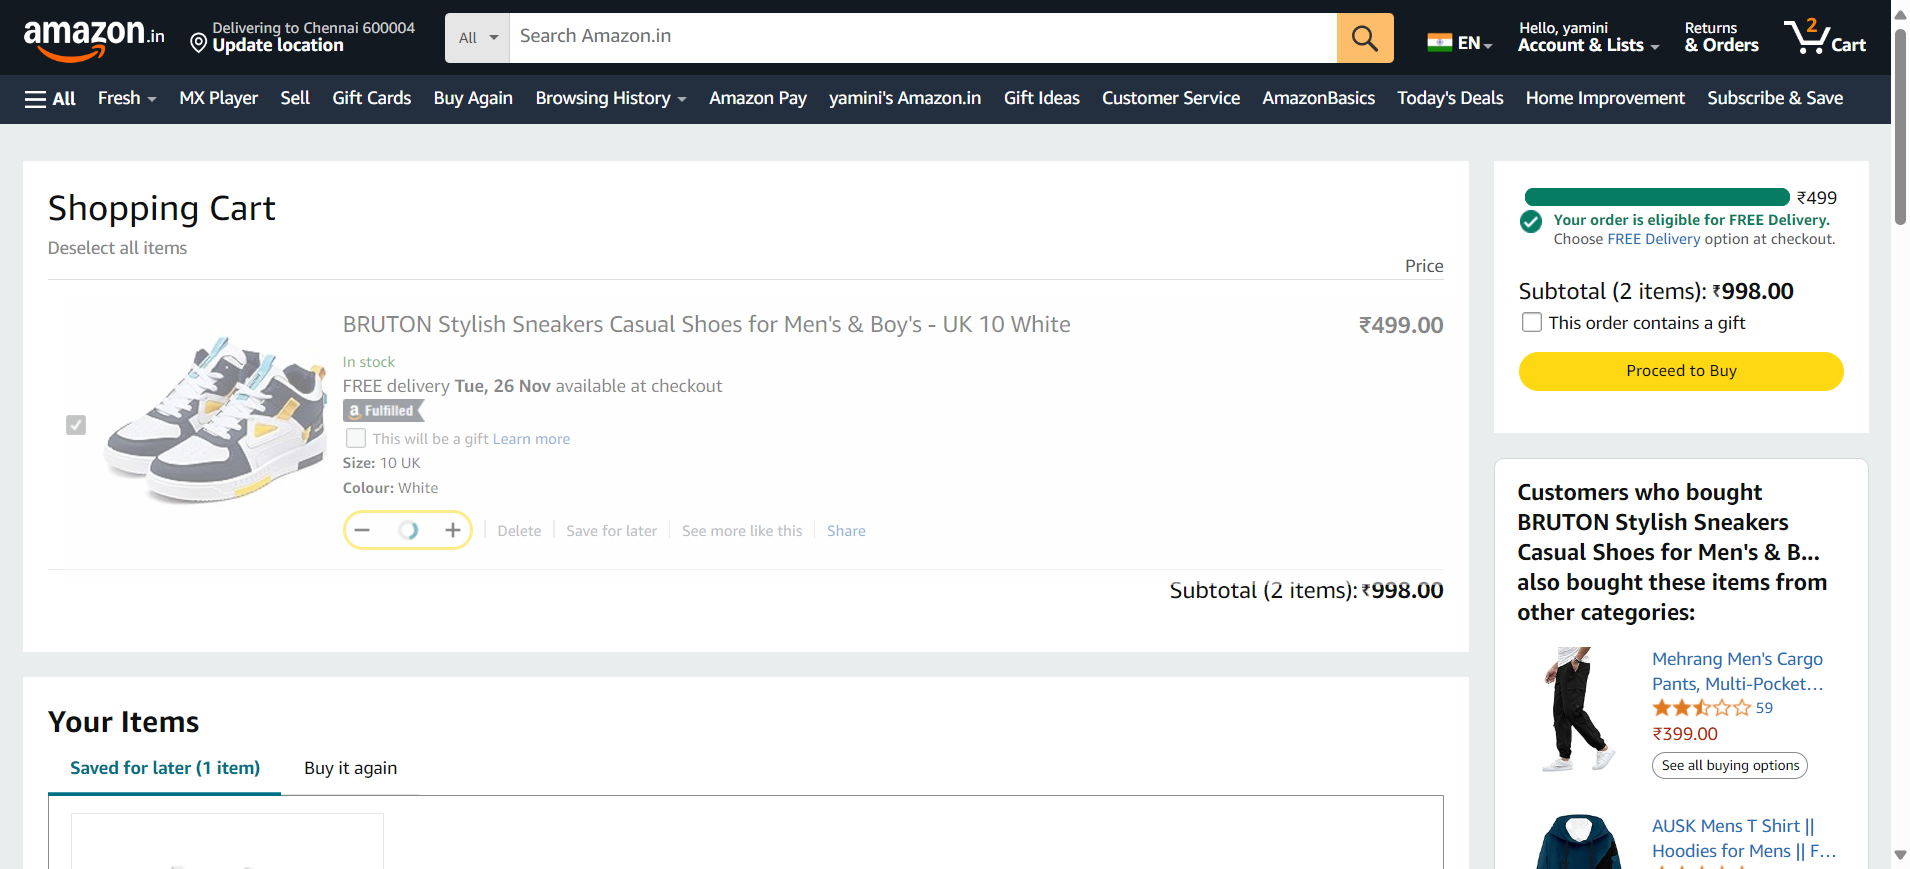 amazon.in
Delivering to Chennai 600004
Update location
All
Search Amazon.in
EN
Hello, yamini
Account & Lists
Returns
& Orders
2
Cart
All
Fresh
MX Player
Sell
Gift Cards
Buy Again
Browsing History
Amazon Pay
yamini's Amazon.in
Gift Ideas
Customer Service
AmazonBasics
Today's Deals
Home Improvement
Subscribe & Save
Shopping Cart
Deselect all items
Price
BRUTON Stylish Sneakers Casual Shoes for Men's & Boy's - UK 10 White
₹499.00
In stock
FREE delivery Tue, 26 Nov available at checkout
a Fulfilled
This will be a gift Learn more
Size: 10 UK
Colour: White
Delete
Save for later
See more like this
Share
Subtotal (2 items): ₹998.00
Your Items
Saved for later (1 item)
Buy it again
₹499
Your order is eligible for FREE Delivery.
Choose FREE Delivery option at checkout.
Subtotal (2 items): ₹998.00
This order contains a gift
Proceed to Buy
Customers who bought
BRUTON Stylish Sneakers
Casual Shoes for Men's & B...
also bought these items from
other categories:
Mehrang Men's Cargo
Pants, Multi-Pocket…
59
₹399.00
See all buying options
AUSK Mens T Shirt ||
Hoodies for Mens || F…